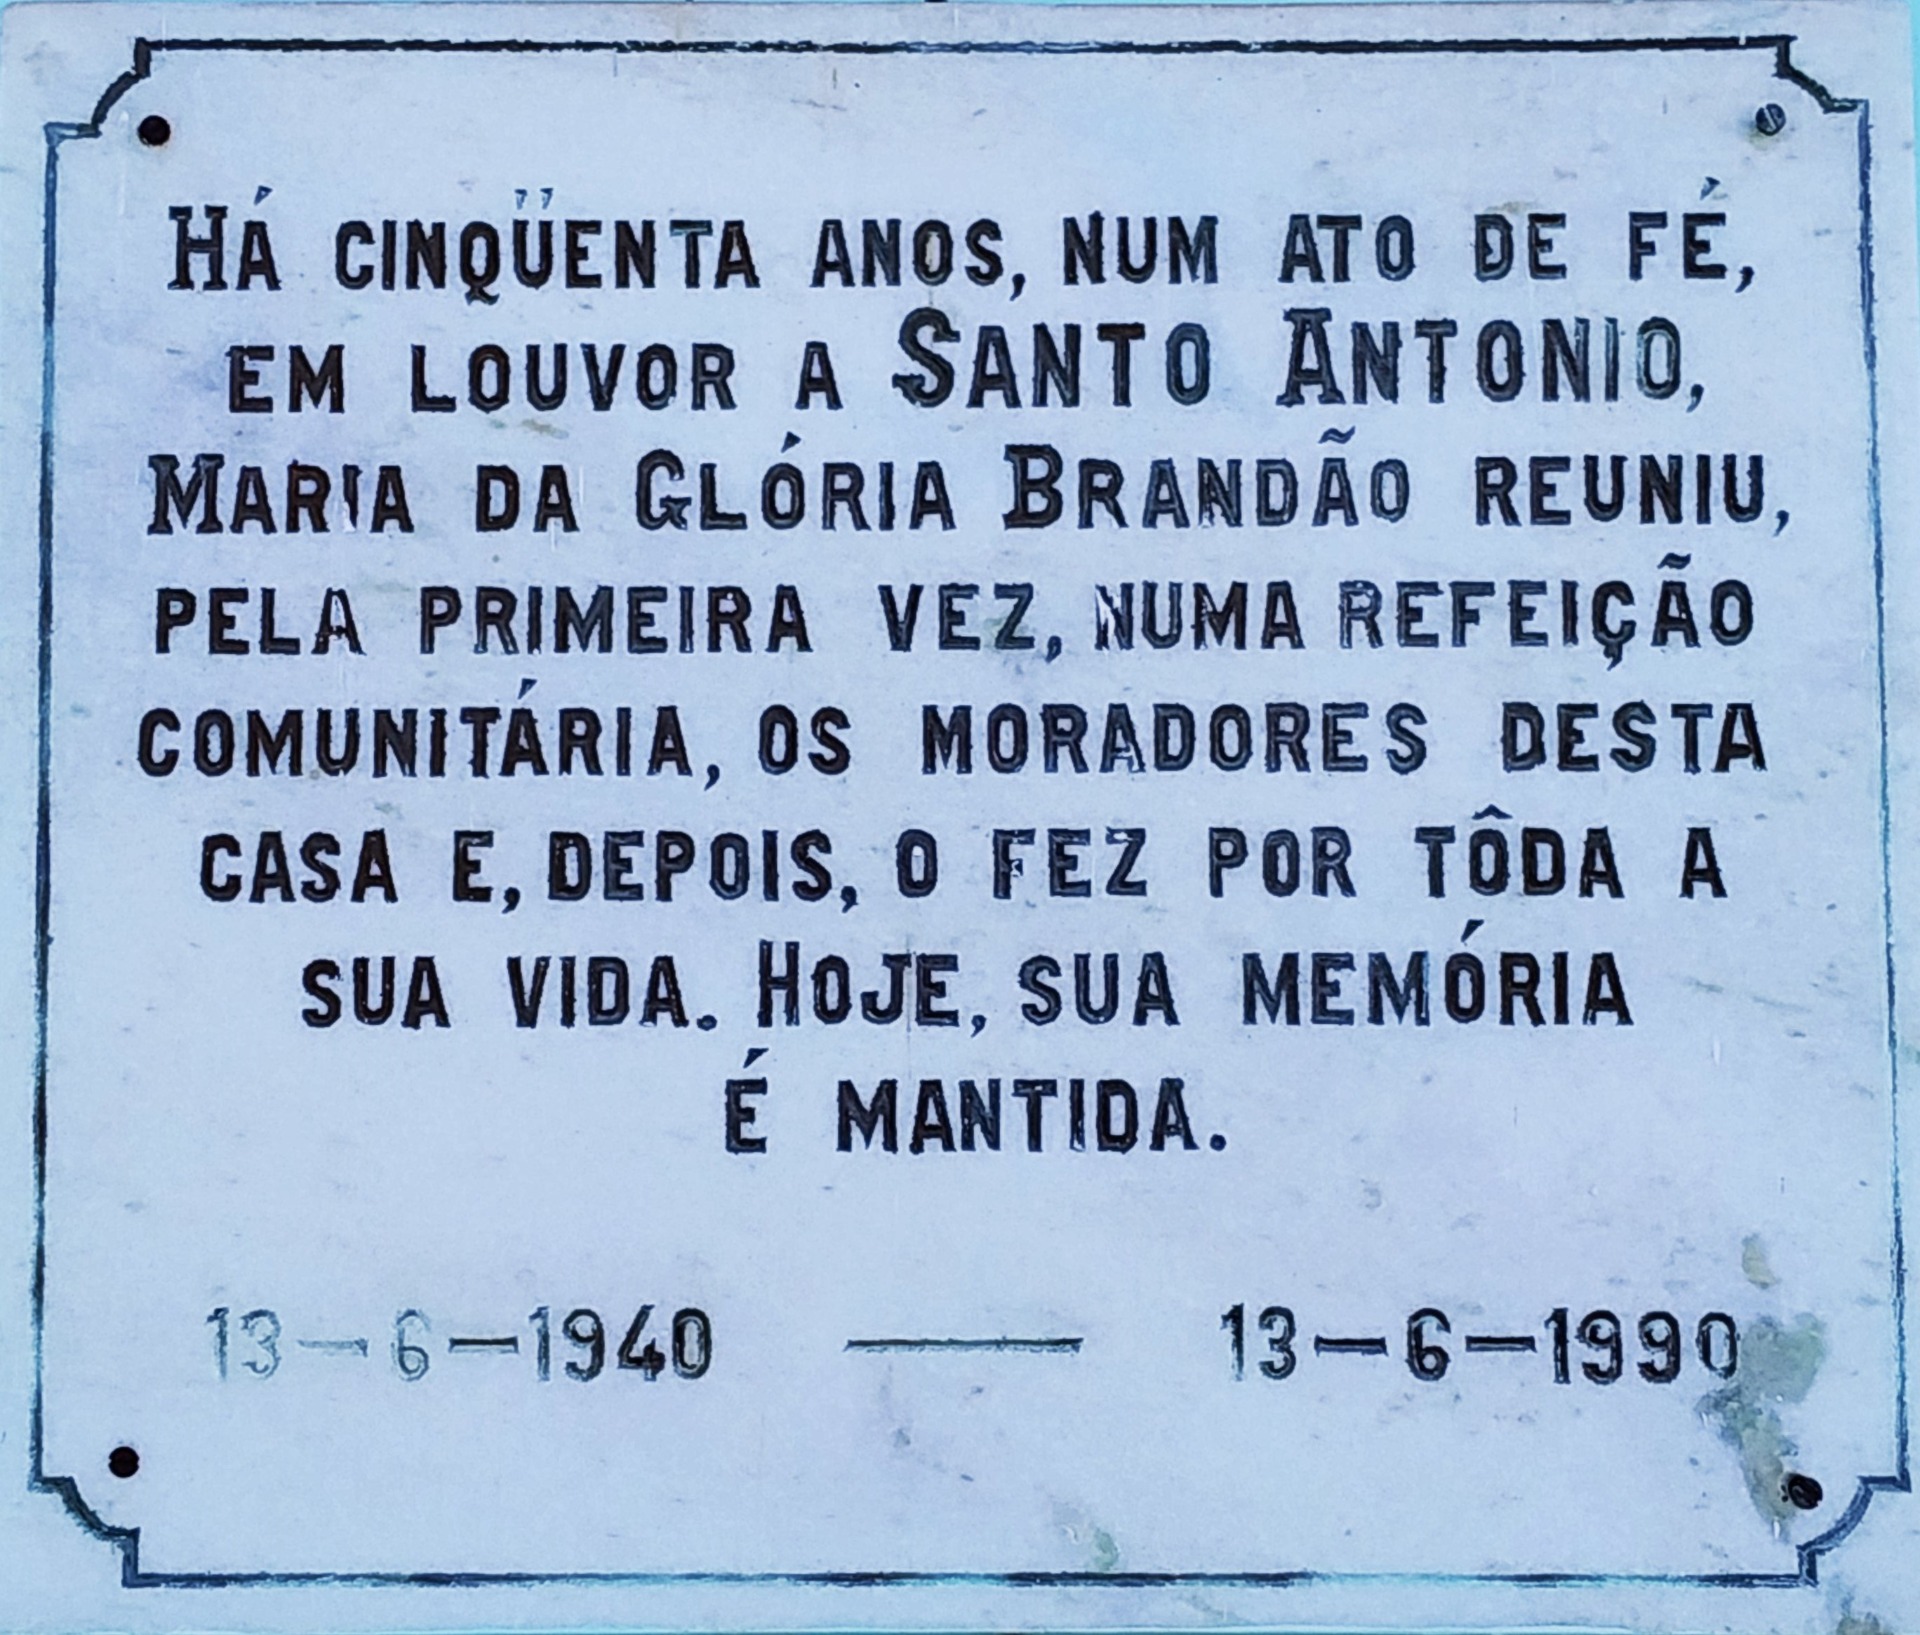 HÁ CINQÜENTA ANOS, NUM ATO DE FÉ,
EM LOUVOR A SANTO ANTONIO,
MARIA DA GLÓRIA BRANDÃO REUNIU,
PELA PRIMEIRA VEZ, NUMA REFEIÇÃO
COMUNITÁRIA, OS MORADORES DESTA
CASA E, DEPOIS, O FEZ POR TÔDA A
SUA VIDA. HOJE, SUA MEMÓRIA
É MANTIDA.
13-6-1940 — 13-6-1990